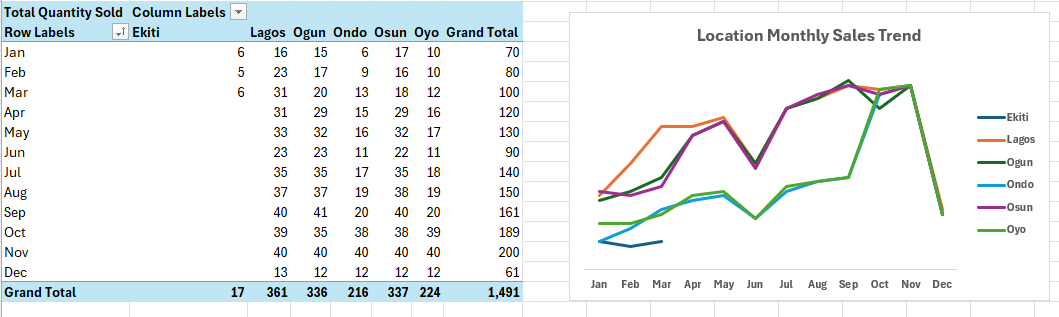 Total Quantity Sold Column Labels
Row Labels Ekiti Lagos Ogun Ondo Osun Oyo Grand Total
Jan 6 16 15 6 17 10 70
Feb 5 23 17 9 16 10 80
Mar 6 31 20 13 18 12 100
Apr 31 29 15 29 16 120
May 33 32 16 32 17 130
Jun 23 23 11 22 11 90
Jul 35 35 17 35 18 140
Aug 37 37 19 38 19 150
Sep 40 41 20 40 20 161
Oct 39 35 38 38 39 189
Nov 40 40 40 40 40 200
Dec 13 12 12 12 12 61
Grand Total 17 361 336 216 337 224 1,491
Location Monthly Sales Trend
Ekiti
Lagos
Ogun
Ondo
Osun
Oyo
Jan Feb Mar Apr May Jun Jul Aug Sep Oct Nov Dec